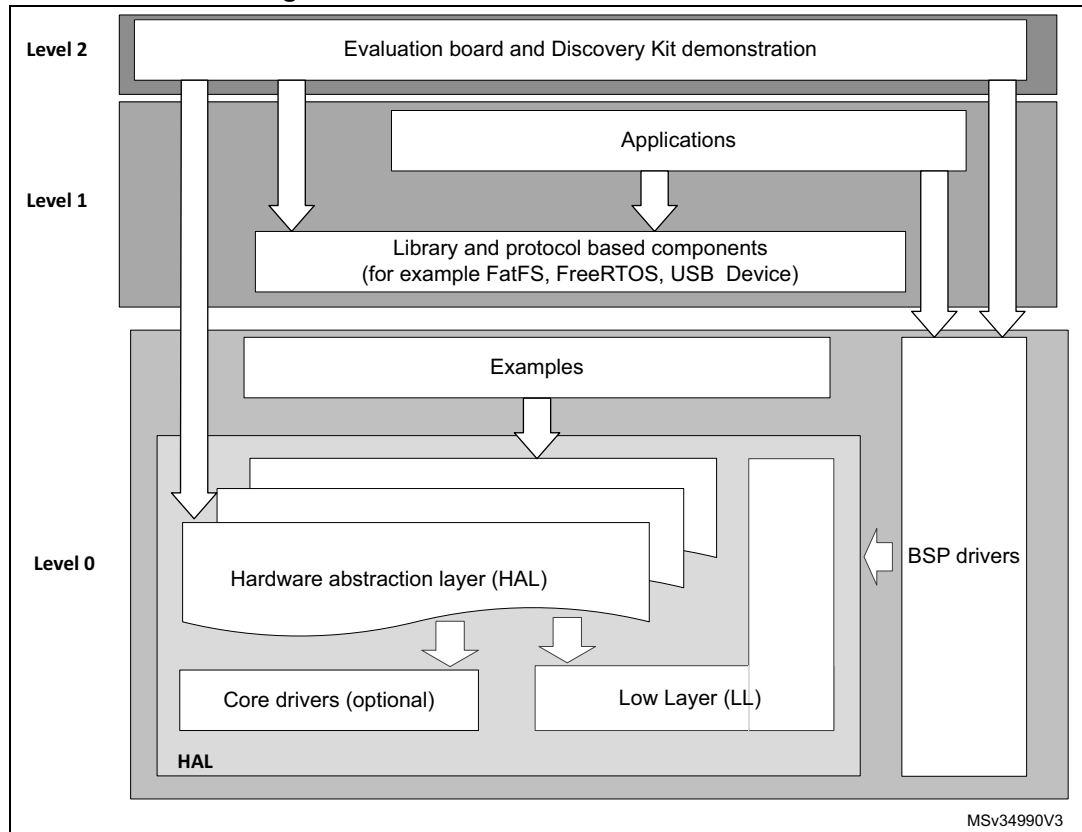 Level 2
Evaluation board and Discovery Kit demonstration
Applications
Level 1
Library and protocol based components
(for example FatFS, FreeRTOS, USB Device)
Examples
Level 0
Hardware abstraction layer (HAL)
BSP drivers
Core drivers (optional)
Low Layer (LL)
HAL
MSv34990V3